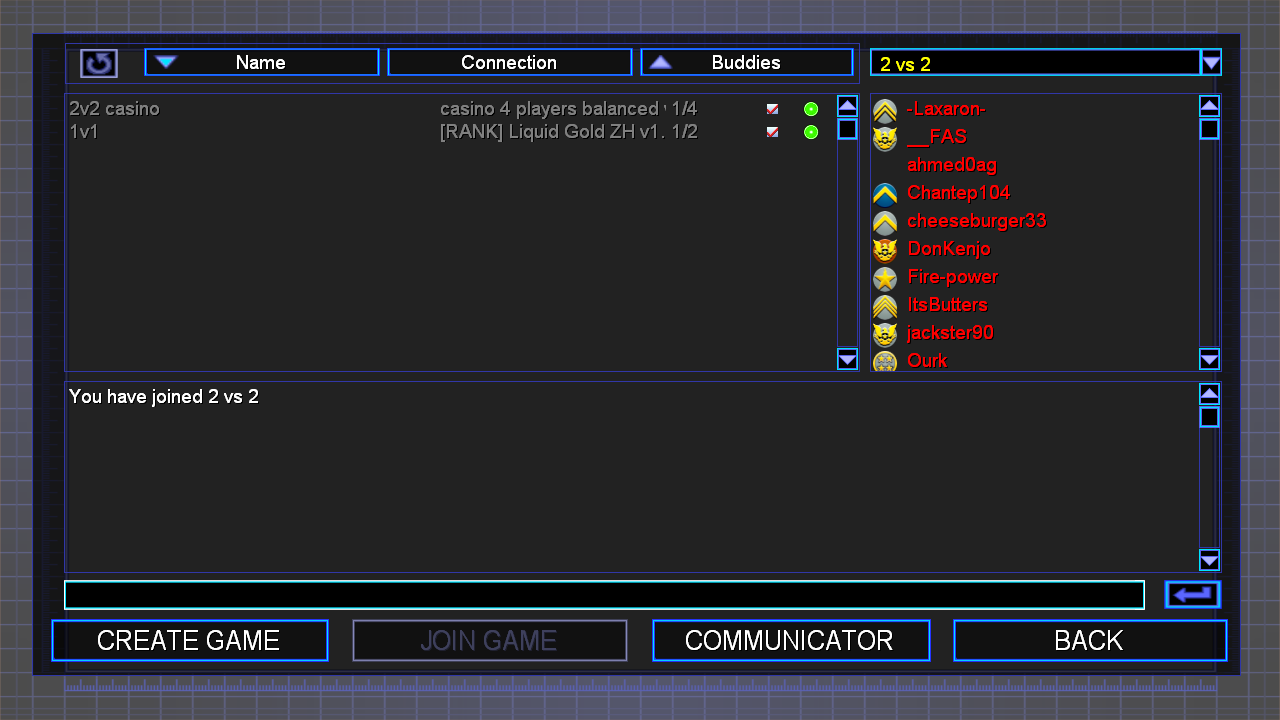 Name Connection Buddies 2 vs 2
2v2 casino casino 4 players balanced 1/4
1v1 [RANK] Liquid Gold ZH v1. 1/2
-Laxaron-
__FAS
ahmed0ag
Chantep104
cheeseburger33
DonKenjo
Fire-power
ItsButters
jackster90
Ourk
You have joined 2 vs 2
CREATE GAME JOIN GAME COMMUNICATOR BACK